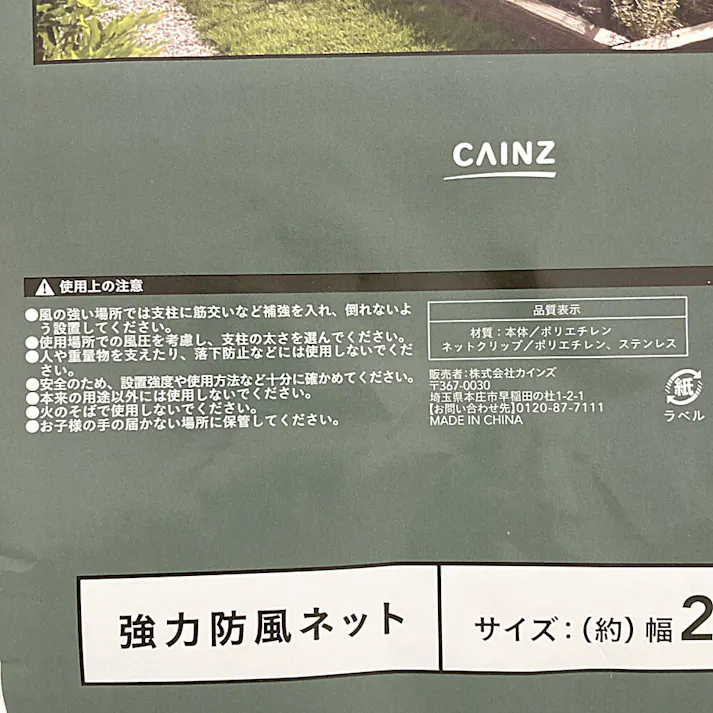 CAINZ
使用上の注意
●風の強い場所では支柱に筋交いなど補強を入れ、倒れないよ
う設置してください。
●使用場所での風圧を考慮し、支柱の太さを選んでください。
●人や重量物を支えたり、落下防止などには使用しないでくだ
さい。
●安全のため、設置強度や使用方法など十分に確かめてください。
●本来の用途以外には使用しないでください。
●火のそばで使用しないでください。
●お子様の手の届かない場所に保管してください。
品質表示
材質:本体/ポリエチレン
ネットクリップ/ポリエチレン、ステンレス
販売者:株式会社カインズ
〒367-0030
埼玉県本庄市早稲田の杜1-2-1
【お問い合わせ先】0120-87-7111
MADE IN CHINA
紙
ラベル
強力防風ネット
サイズ:(約)幅2